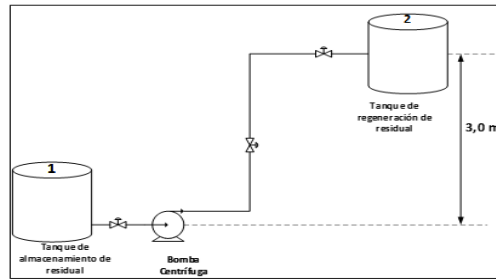 2
Tanque de
regeneración de
residual
3,0 m
1
Tanque de
almacenamiento de
residual
Bomba
Centrífuga